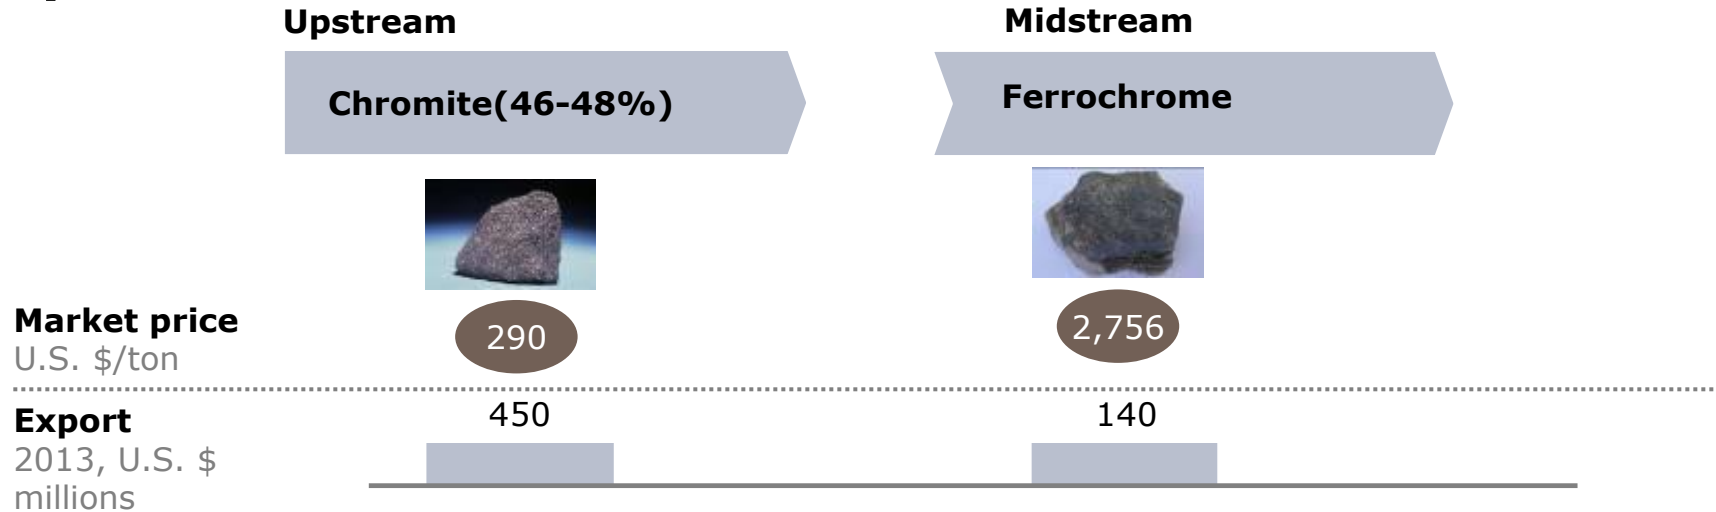 Upstream
Midstream
Chromite(46-48%)
Ferrochrome
Market price
U.S. $/ton
290
2,756
Export
2013, U.S. $
millions
450
140